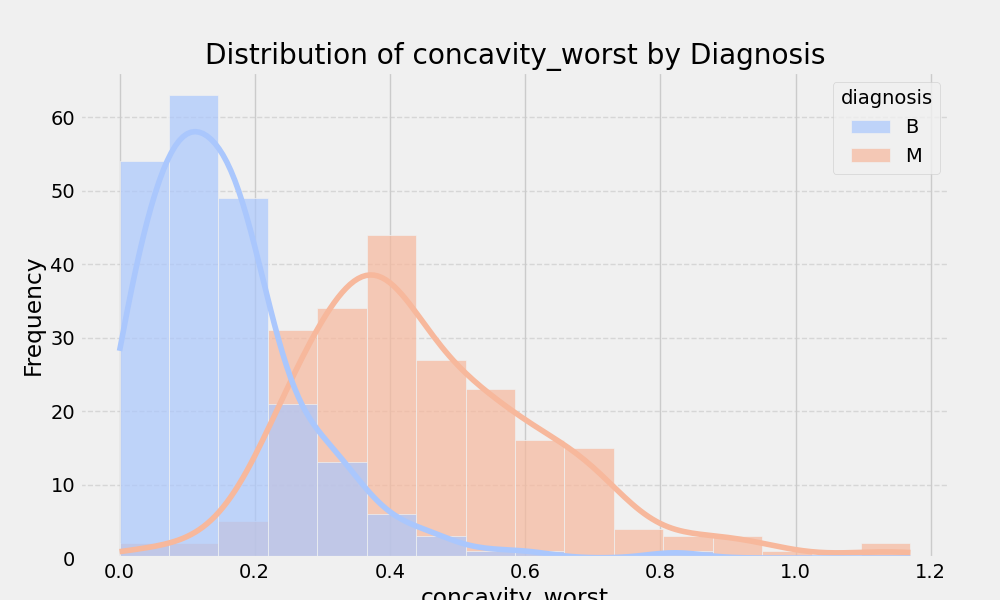 Distribution of concavity_worst by Diagnosis
diagnosis
B
M
Frequency
60
50
40
30
20
10
0
0.0 0.2 0.4 0.6 0.8 1.0 1.2
concavity_worst